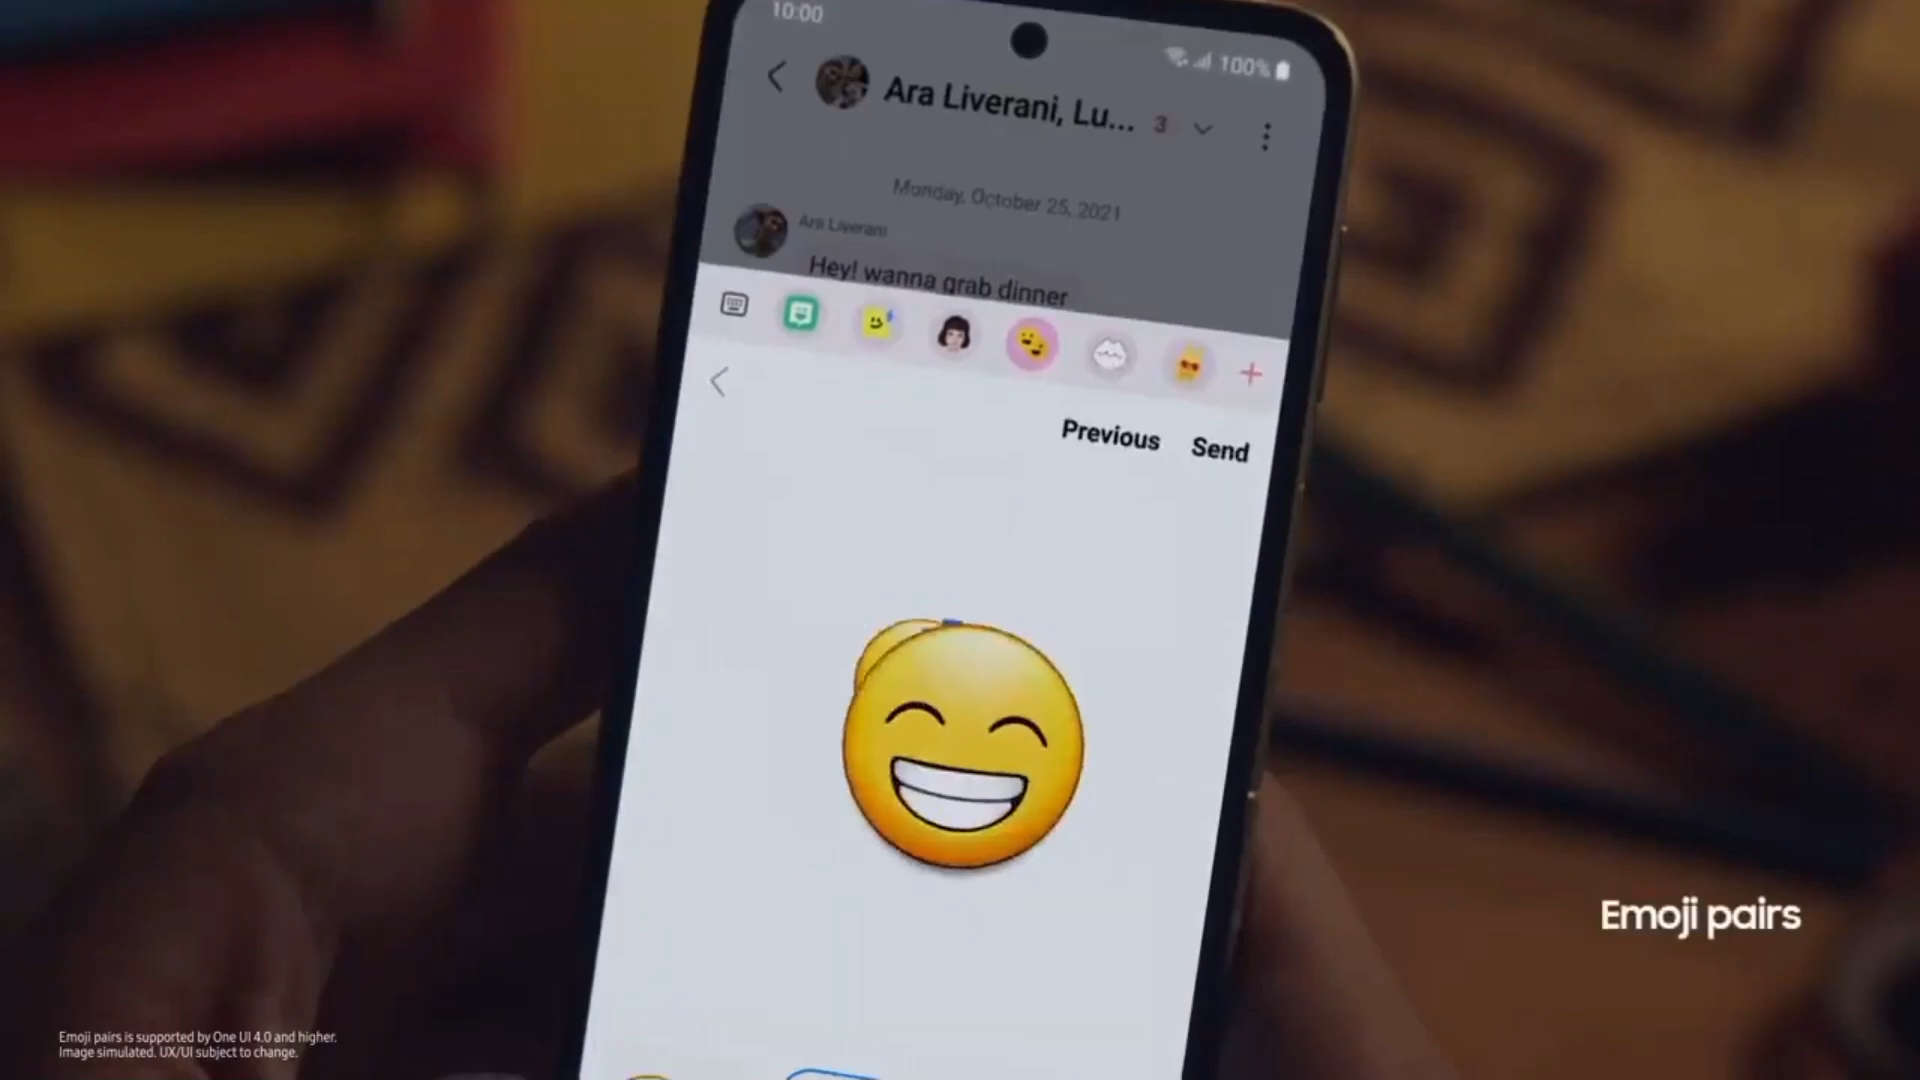 10:00
100%
Ara Liverani, Lu... 3
Monday, October 25, 2021
Ara Liverani
Hey! wanna grab dinner
Previous Send
Emoji pairs
Emoji pairs is supported by One UI 4.0 and higher.
Image simulated. UX/UI subject to change.